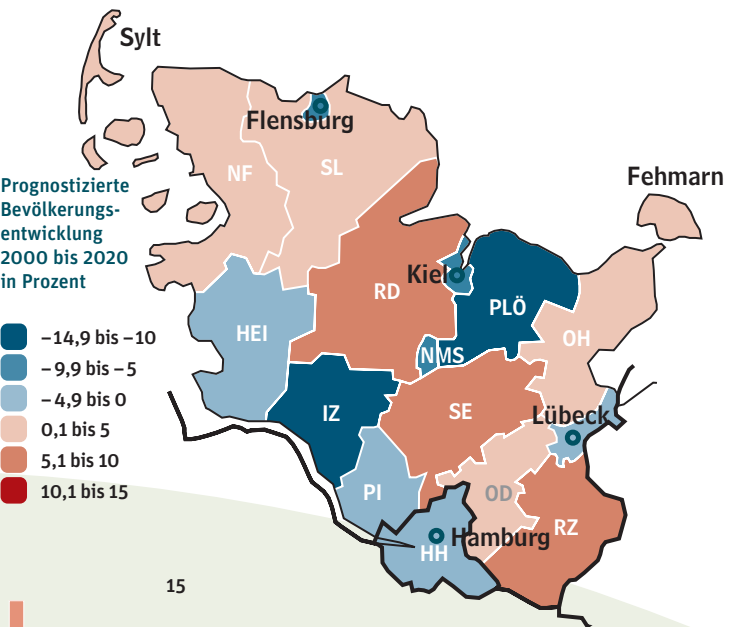 Sylt
Flensburg
NF
SL
Fehmarn
Prognostizierte
Bevölkerungs-
entwicklung
2000 bis 2020
in Prozent
Kiel
RD
PLÖ
HEI
OH
NMS
–14,9 bis –10
–9,9 bis –5
–4,9 bis 0
0,1 bis 5
5,1 bis 10
10,1 bis 15
IZ
SE
Lübeck
PI
OD
RZ
Hamburg
HH
15